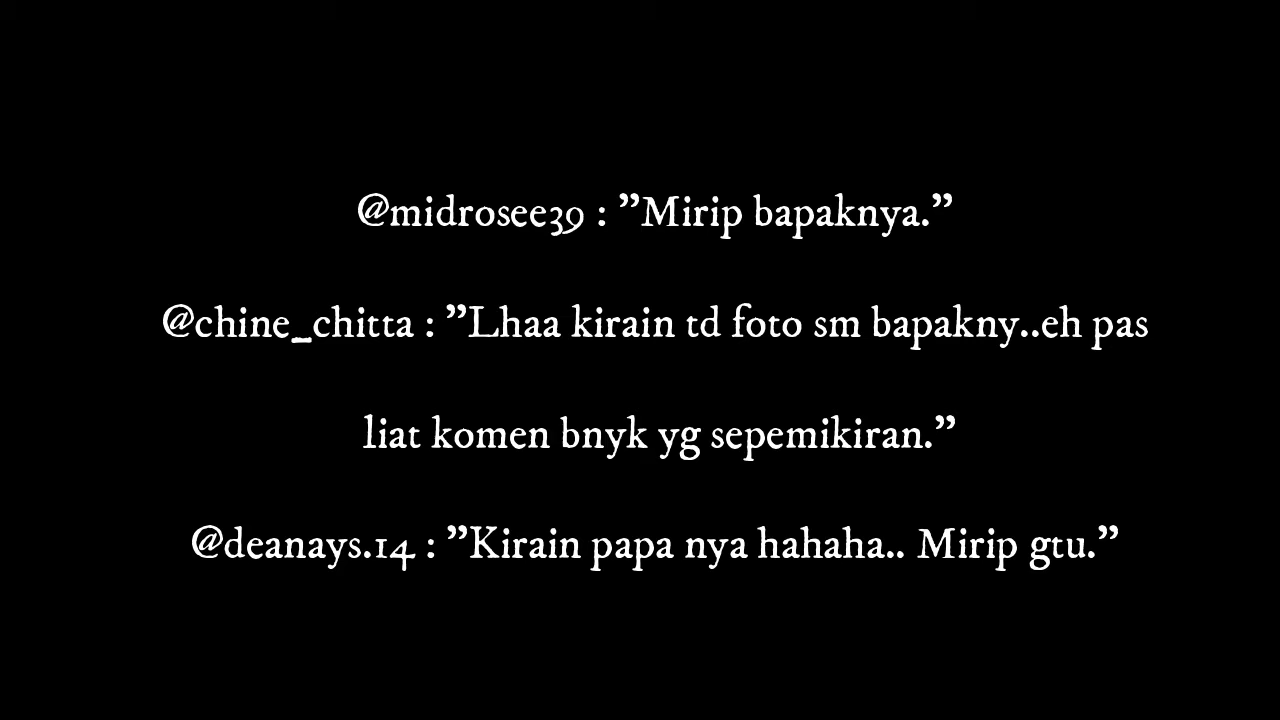 @midrosee39 : ”Mirip bapaknya.”
@chine_chitta : ”Lhaa kirain td foto sm bapakny..eh pas
liat komen bnyk yg sepemikiran.”
@deanays.14 : ”Kirain papa nya hahaha.. Mirip gtu.”